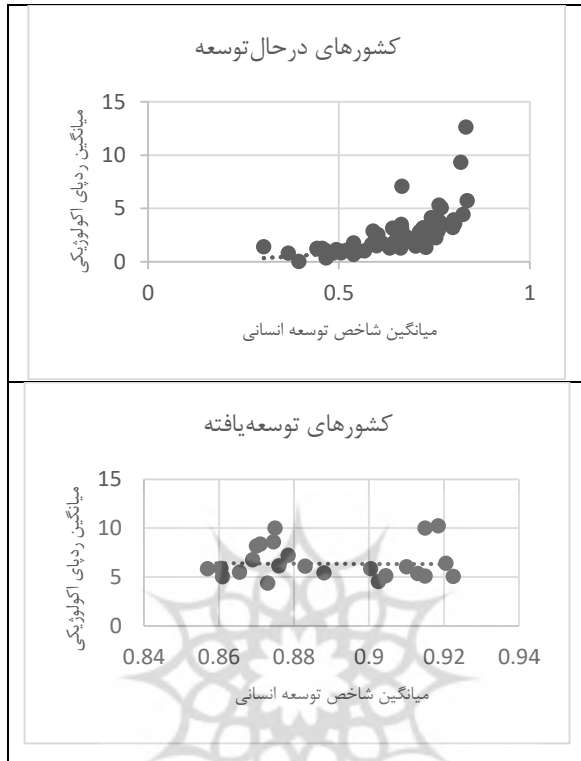 کشورهای درحال‌توسعه
میانگین ردپای اکولوژیکی
15
10
5
0
0
0.5
1
میانگین شاخص توسعه انسانی
کشورهای توسعه‌یافته
میانگین ردپای اکولوژیکی
15
10
5
0
0.84
0.86
0.88
0.9
0.92
0.94
میانگین شاخص توسعه انسانی